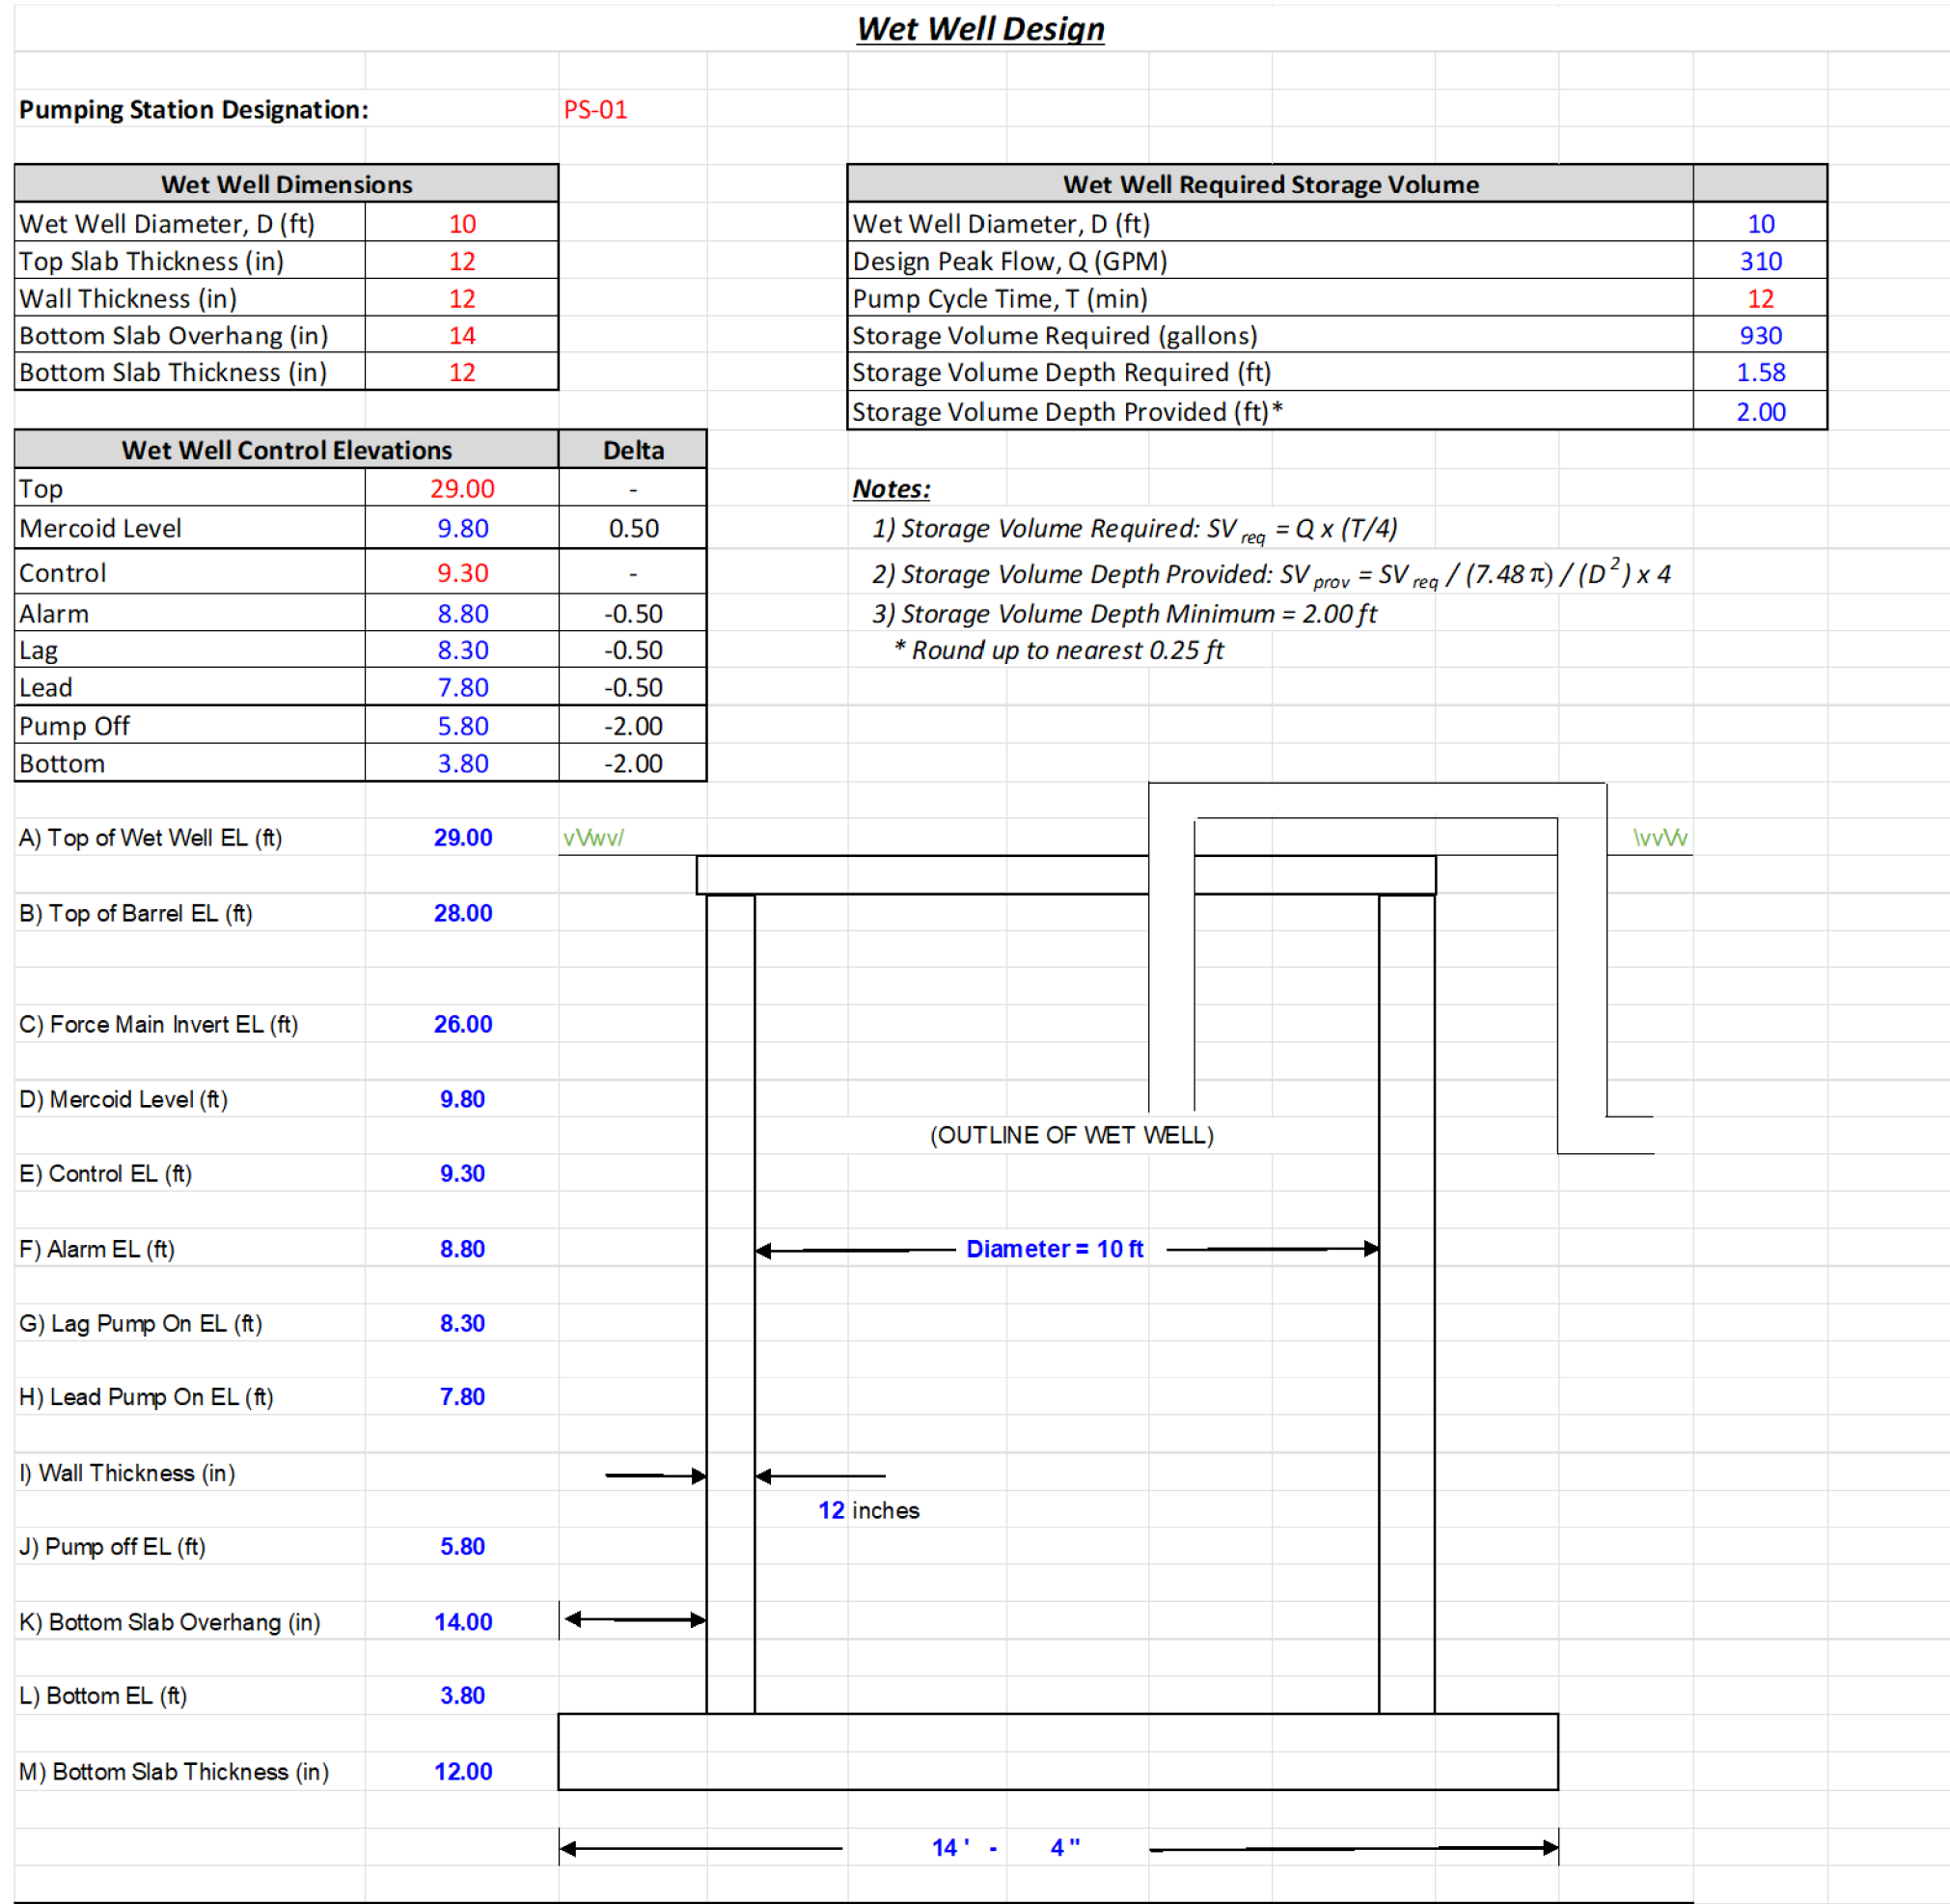 Wet Well Design
Pumping Station Designation: PS-01
Wet Well Dimensions
Wet Well Diameter, D (ft) 10
Top Slab Thickness (in) 12
Wall Thickness (in) 12
Bottom Slab Overhang (in) 14
Bottom Slab Thickness (in) 12
Wet Well Required Storage Volume
Wet Well Diameter, D (ft) 10
Design Peak Flow, Q (GPM) 310
Pump Cycle Time, T (min) 12
Storage Volume Required (gallons) 930
Storage Volume Depth Required (ft) 1.58
Storage Volume Depth Provided (ft)* 2.00
Wet Well Control Elevations Delta
Top 29.00 -
Mercoid Level 9.80 0.50
Control 9.30 -
Alarm 8.80 -0.50
Lag 8.30 -0.50
Lead 7.80 -0.50
Pump Off 5.80 -2.00
Bottom 3.80 -2.00
Notes:
1) Storage Volume Required: SV req = Q x (T/4)
2) Storage Volume Depth Provided: SV prov = SV req / (7.48 π) / (D²) x 4
3) Storage Volume Depth Minimum = 2.00 ft
* Round up to nearest 0.25 ft
A) Top of Wet Well EL (ft) 29.00 v\/wv/ \vv\/v
B) Top of Barrel EL (ft) 28.00
C) Force Main Invert EL (ft) 26.00
D) Mercoid Level (ft) 9.80
(OUTLINE OF WET WELL)
E) Control EL (ft) 9.30
F) Alarm EL (ft) 8.80 Diameter = 10 ft
G) Lag Pump On EL (ft) 8.30
H) Lead Pump On EL (ft) 7.80
I) Wall Thickness (in)
12 inches
J) Pump off EL (ft) 5.80
K) Bottom Slab Overhang (in) 14.00
L) Bottom EL (ft) 3.80
M) Bottom Slab Thickness (in) 12.00
14 ' - 4 "